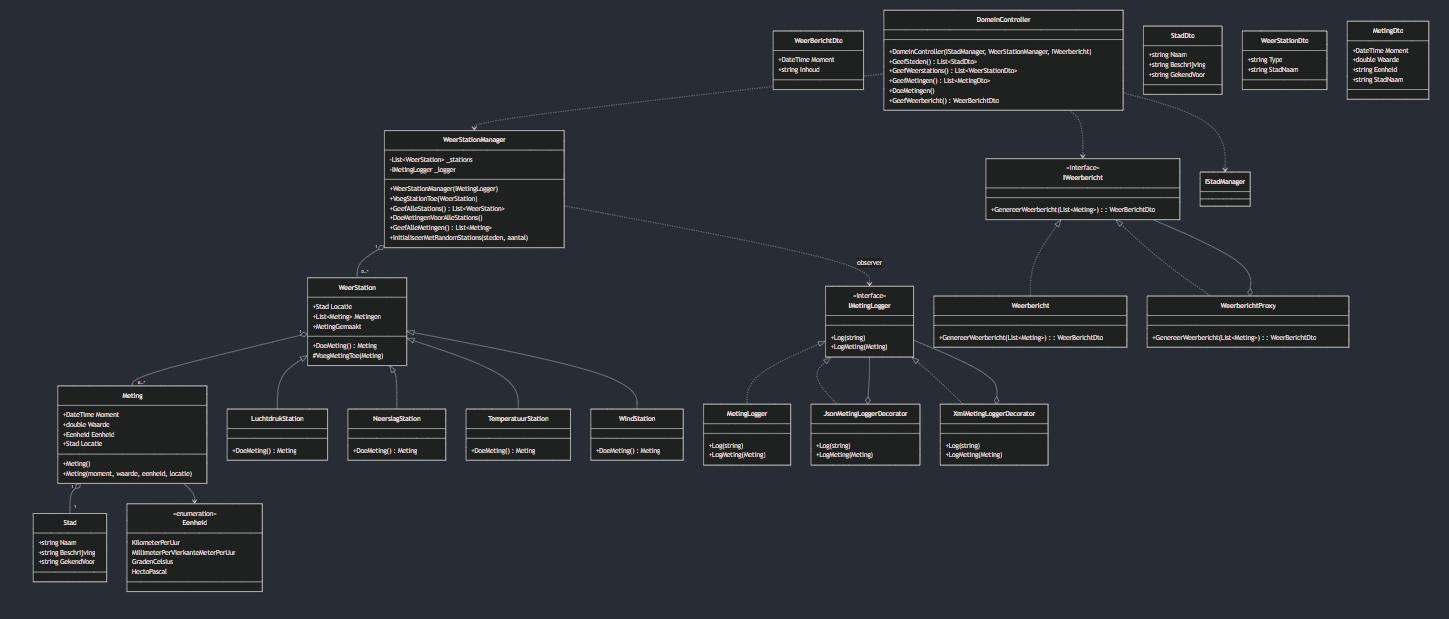 DomeinController
+DomeinController(IStadManager, WeerStationManager, IWeerbericht)
+GeefSteden() : List<StadDto>
+GeefWeerstations() : List<WeerStationDto>
+GeefMetingen() : List<MetingDto>
+DoeMetingen()
+GeefWeerbericht() : WeerBerichtDto
WeerBerichtDto
+DateTime Moment
+string Inhoud
StadDto
+string Naam
+string Beschrijving
+string GekendVoor
WeerStationDto
+string Type
+string StadNaam
MetingDto
+DateTime Moment
+double Waarde
+string Eenheid
+string StadNaam
WeerStationManager
-List<WeerStation> _stations
-IMetingLogger _logger
+WeerStationManager(IMetingLogger)
+VoegStationToe(WeerStation)
+GeefAlleStations() : List<WeerStation>
+DoeMetingenVoorAlleStations()
+GeefAlleMetingen() : List<Meting>
+InitialiseerMetRandomStations(steden, aantal)
«interface»
IWeerbericht
+GenereerWeerbericht(List<Meting>) : : WeerBerichtDto
IStadManager
1
0..*
observer
WeerStation
+Stad Locatie
+List<Meting> Metingen
+MetingGemaakt
+DoeMeting() : Meting
#VoegMetingToe(Meting)
«interface»
IMetingLogger
+Log(string)
+LogMeting(Meting)
Weerbericht
+GenereerWeerbericht(List<Meting>) : : WeerBerichtDto
WeerberichtProxy
+GenereerWeerbericht(List<Meting>) : : WeerBerichtDto
1
0..*
Meting
+DateTime Moment
+double Waarde
+Eenheid Eenheid
+Stad Locatie
+Meting()
+Meting(moment, waarde, eenheid, locatie)
LuchtdrukStation
+DoeMeting() : Meting
NeerslagStation
+DoeMeting() : Meting
TemperatuurStation
+DoeMeting() : Meting
WindStation
+DoeMeting() : Meting
MetingLogger
+Log(string)
+LogMeting(Meting)
JsonMetingLoggerDecorator
+Log(string)
+LogMeting(Meting)
XmlMetingLoggerDecorator
+Log(string)
+LogMeting(Meting)
1
1
Stad
+string Naam
+string Beschrijving
+string GekendVoor
«enumeration»
Eenheid
KilometerPerUur
MillimeterPerVierkanteMeterPerUur
GradenCelsius
HectoPascal